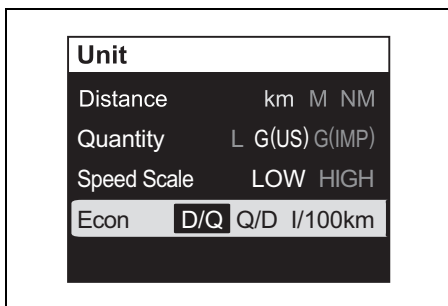 Unit
Distance km M NM
Quantity L G(US) G(IMP)
Speed Scale LOW HIGH
Econ D/Q Q/D l/100km